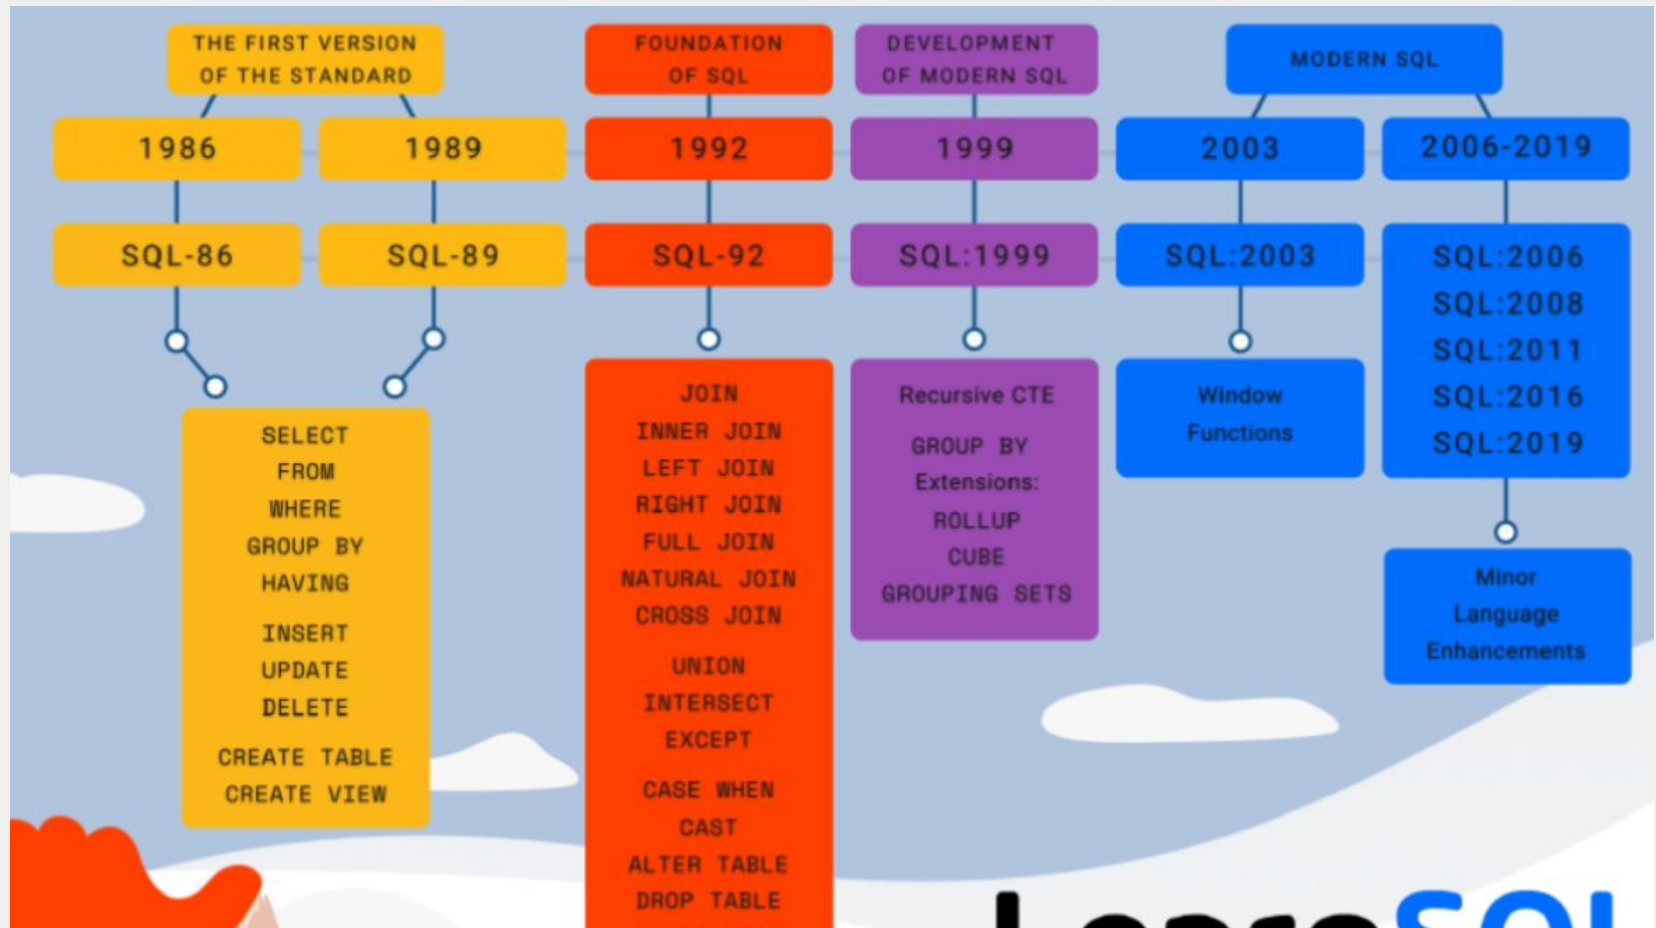 THE FIRST VERSION
OF THE STANDARD
FOUNDATION
OF SQL
DEVELOPMENT
OF MODERN SQL
MODERN SQL
1986
1989
1992
1999
2003
2006-2019
SQL-86
SQL-89
SQL-92
SQL:1999
SQL:2003
SQL:2006
SQL:2008
SQL:2011
SQL:2016
SQL:2019
SELECT
FROM
WHERE
GROUP BY
HAVING
INSERT
UPDATE
DELETE
CREATE TABLE
CREATE VIEW
JOIN
INNER JOIN
LEFT JOIN
RIGHT JOIN
FULL JOIN
NATURAL JOIN
CROSS JOIN
UNION
INTERSECT
EXCEPT
CASE WHEN
CAST
ALTER TABLE
DROP TABLE
Recursive CTE
GROUP BY
Extensions:
ROLLUP
CUBE
GROUPING SETS
Window
Functions
Minor
Language
Enhancements
LearnSQL